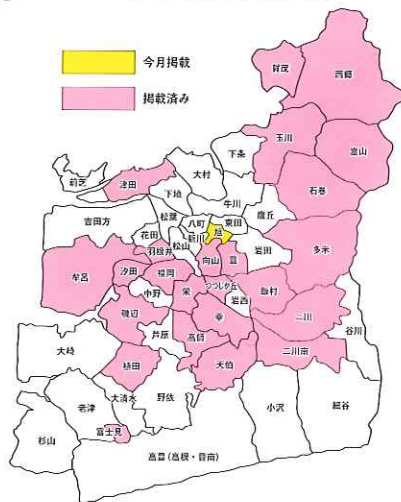 今月掲載
掲載済み
賀茂
西郷
玉川
嵩山
下条
大村
石巻
前芝
津田
下地
牛川
鷹丘
吉田方
松葉
八町
東田
旭
花田
新川
松山
羽根井
向山
豊
岩田
多米
牟呂
汐田
福岡
つつじが丘
飯村
中野
栄
岩西
磯辺
幸
二川
谷川
芦原
高師
大崎
植田
天伯
二川南
老津
大清水
野依
小沢
細谷
杉山
富士見
高豊(高根・豊南)